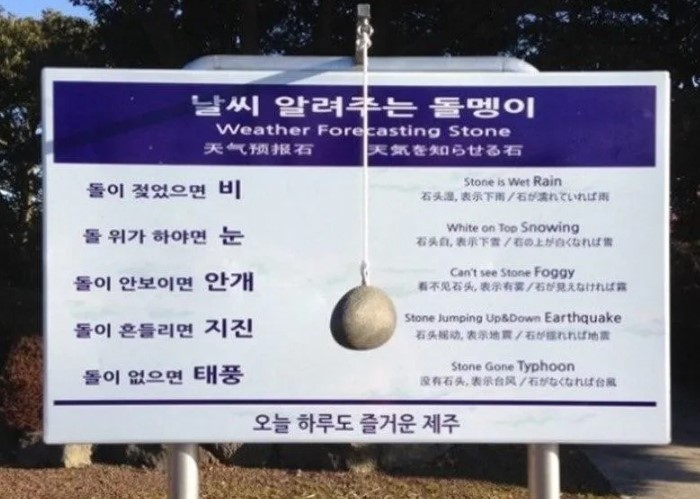 날씨 알려주는 돌멩이
Weather Forecasting Stone
天气预报石 天気を知らせる石
돌이 젖었으면 비
Stone is Wet Rain
石头湿, 表示下雨 / 石が濡れていれば雨
돌 위가 하야면 눈
White on Top Snowing
石头白, 表示下雪 / 石の上が白くなれば雪
돌이 안보이면 안개
Can't see Stone Foggy
看不见石头, 表示有雾 / 石が見えなければ霧
돌이 흔들리면 지진
Stone Jumping Up&Down Earthquake
石头摇动, 表示地震 / 石が揺れれば地震
돌이 없으면 태풍
Stone Gone Typhoon
没有石头, 表示台风 / 石がなくなれば台風
오늘 하루도 즐거운 제주